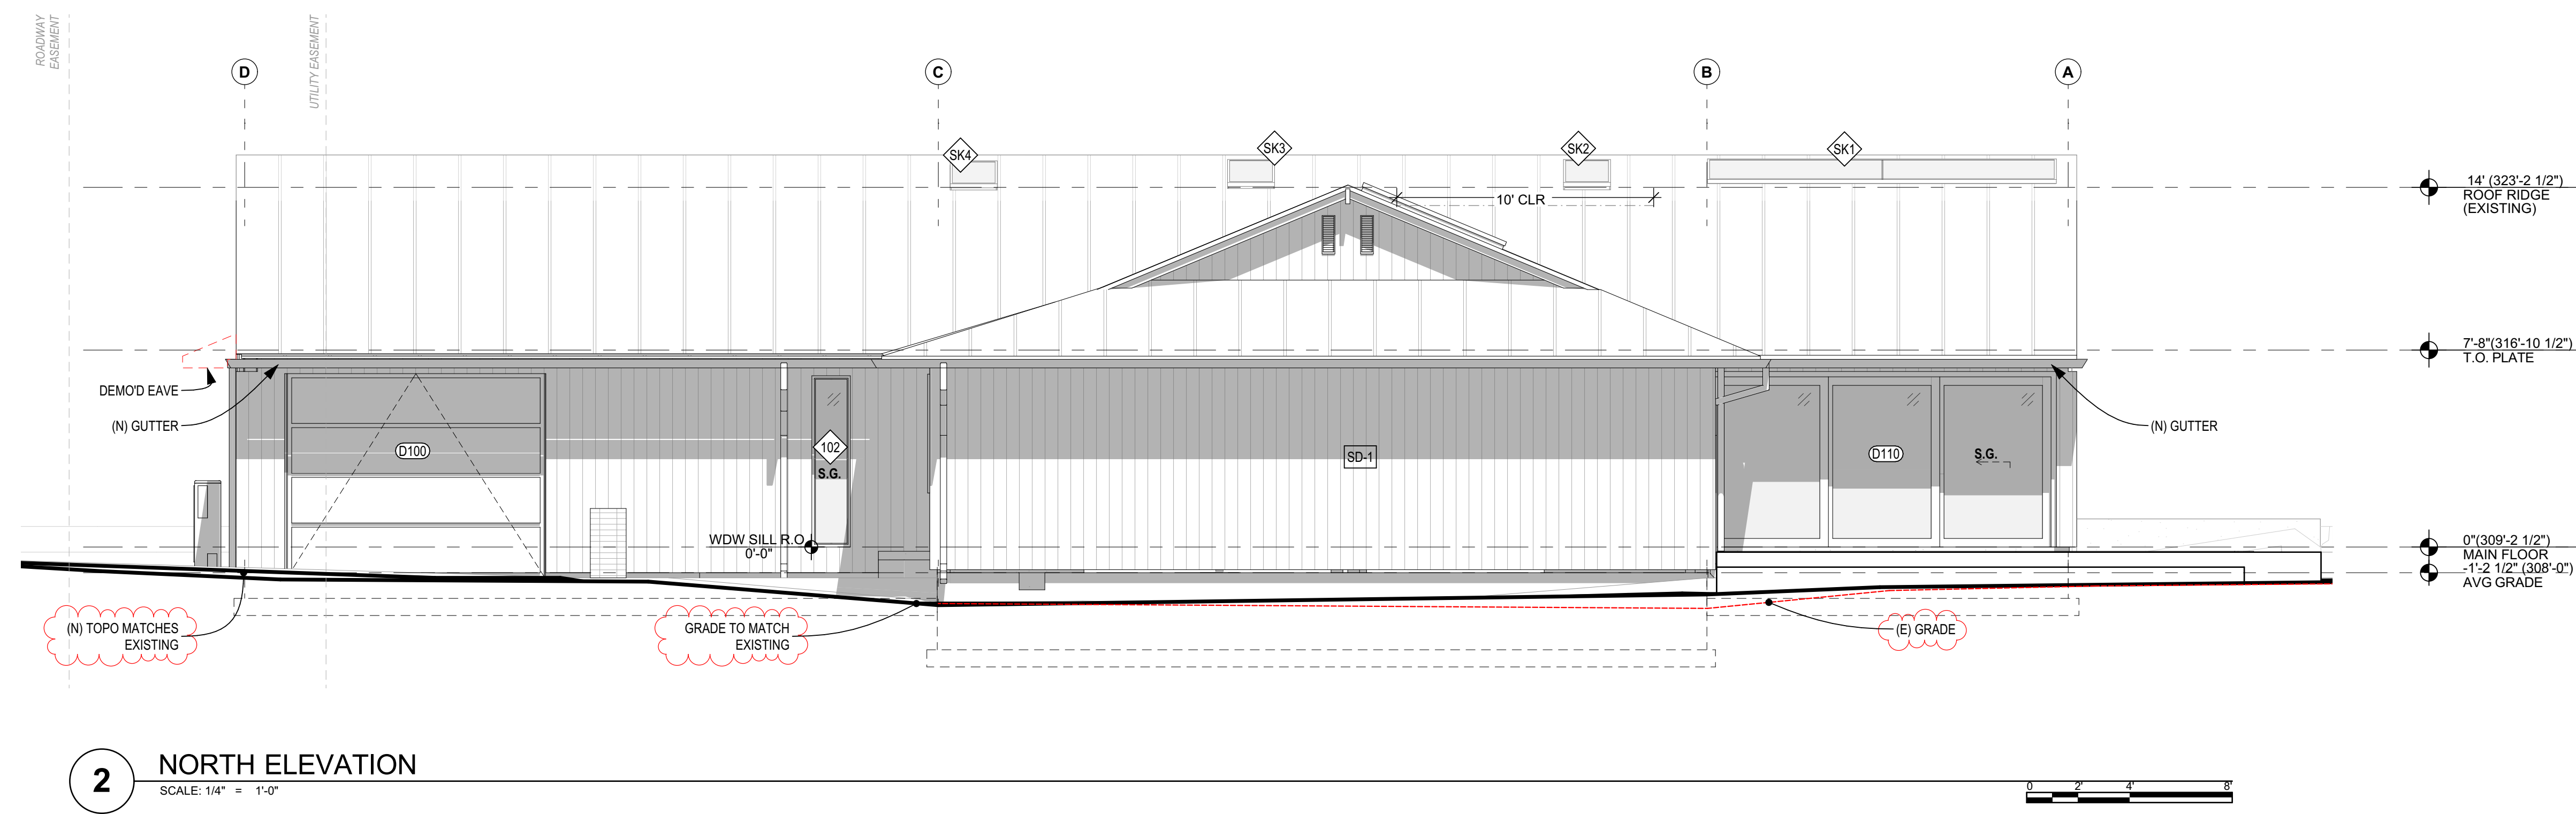 ROADWAY
EASEMENT
UTILITY EASEMENT
D
C
B
A
SK4
SK3
SK2
SK1
10' CLR
14' (323'-2 1/2")
ROOF RIDGE
(EXISTING)
7'-8"(316'-10 1/2")
T.O. PLATE
DEMO'D EAVE
(N) GUTTER
D100
102
S.G.
SD-1
D110
S.G.
(N) GUTTER
WDW SILL R.O.
0'-0"
0"(309'-2 1/2")
MAIN FLOOR
-1'-2 1/2" (308'-0")
AVG GRADE
(N) TOPO MATCHES
EXISTING
GRADE TO MATCH
EXISTING
(E) GRADE
2
NORTH ELEVATION
SCALE: 1/4" = 1'-0"
0 2' 4' 8'